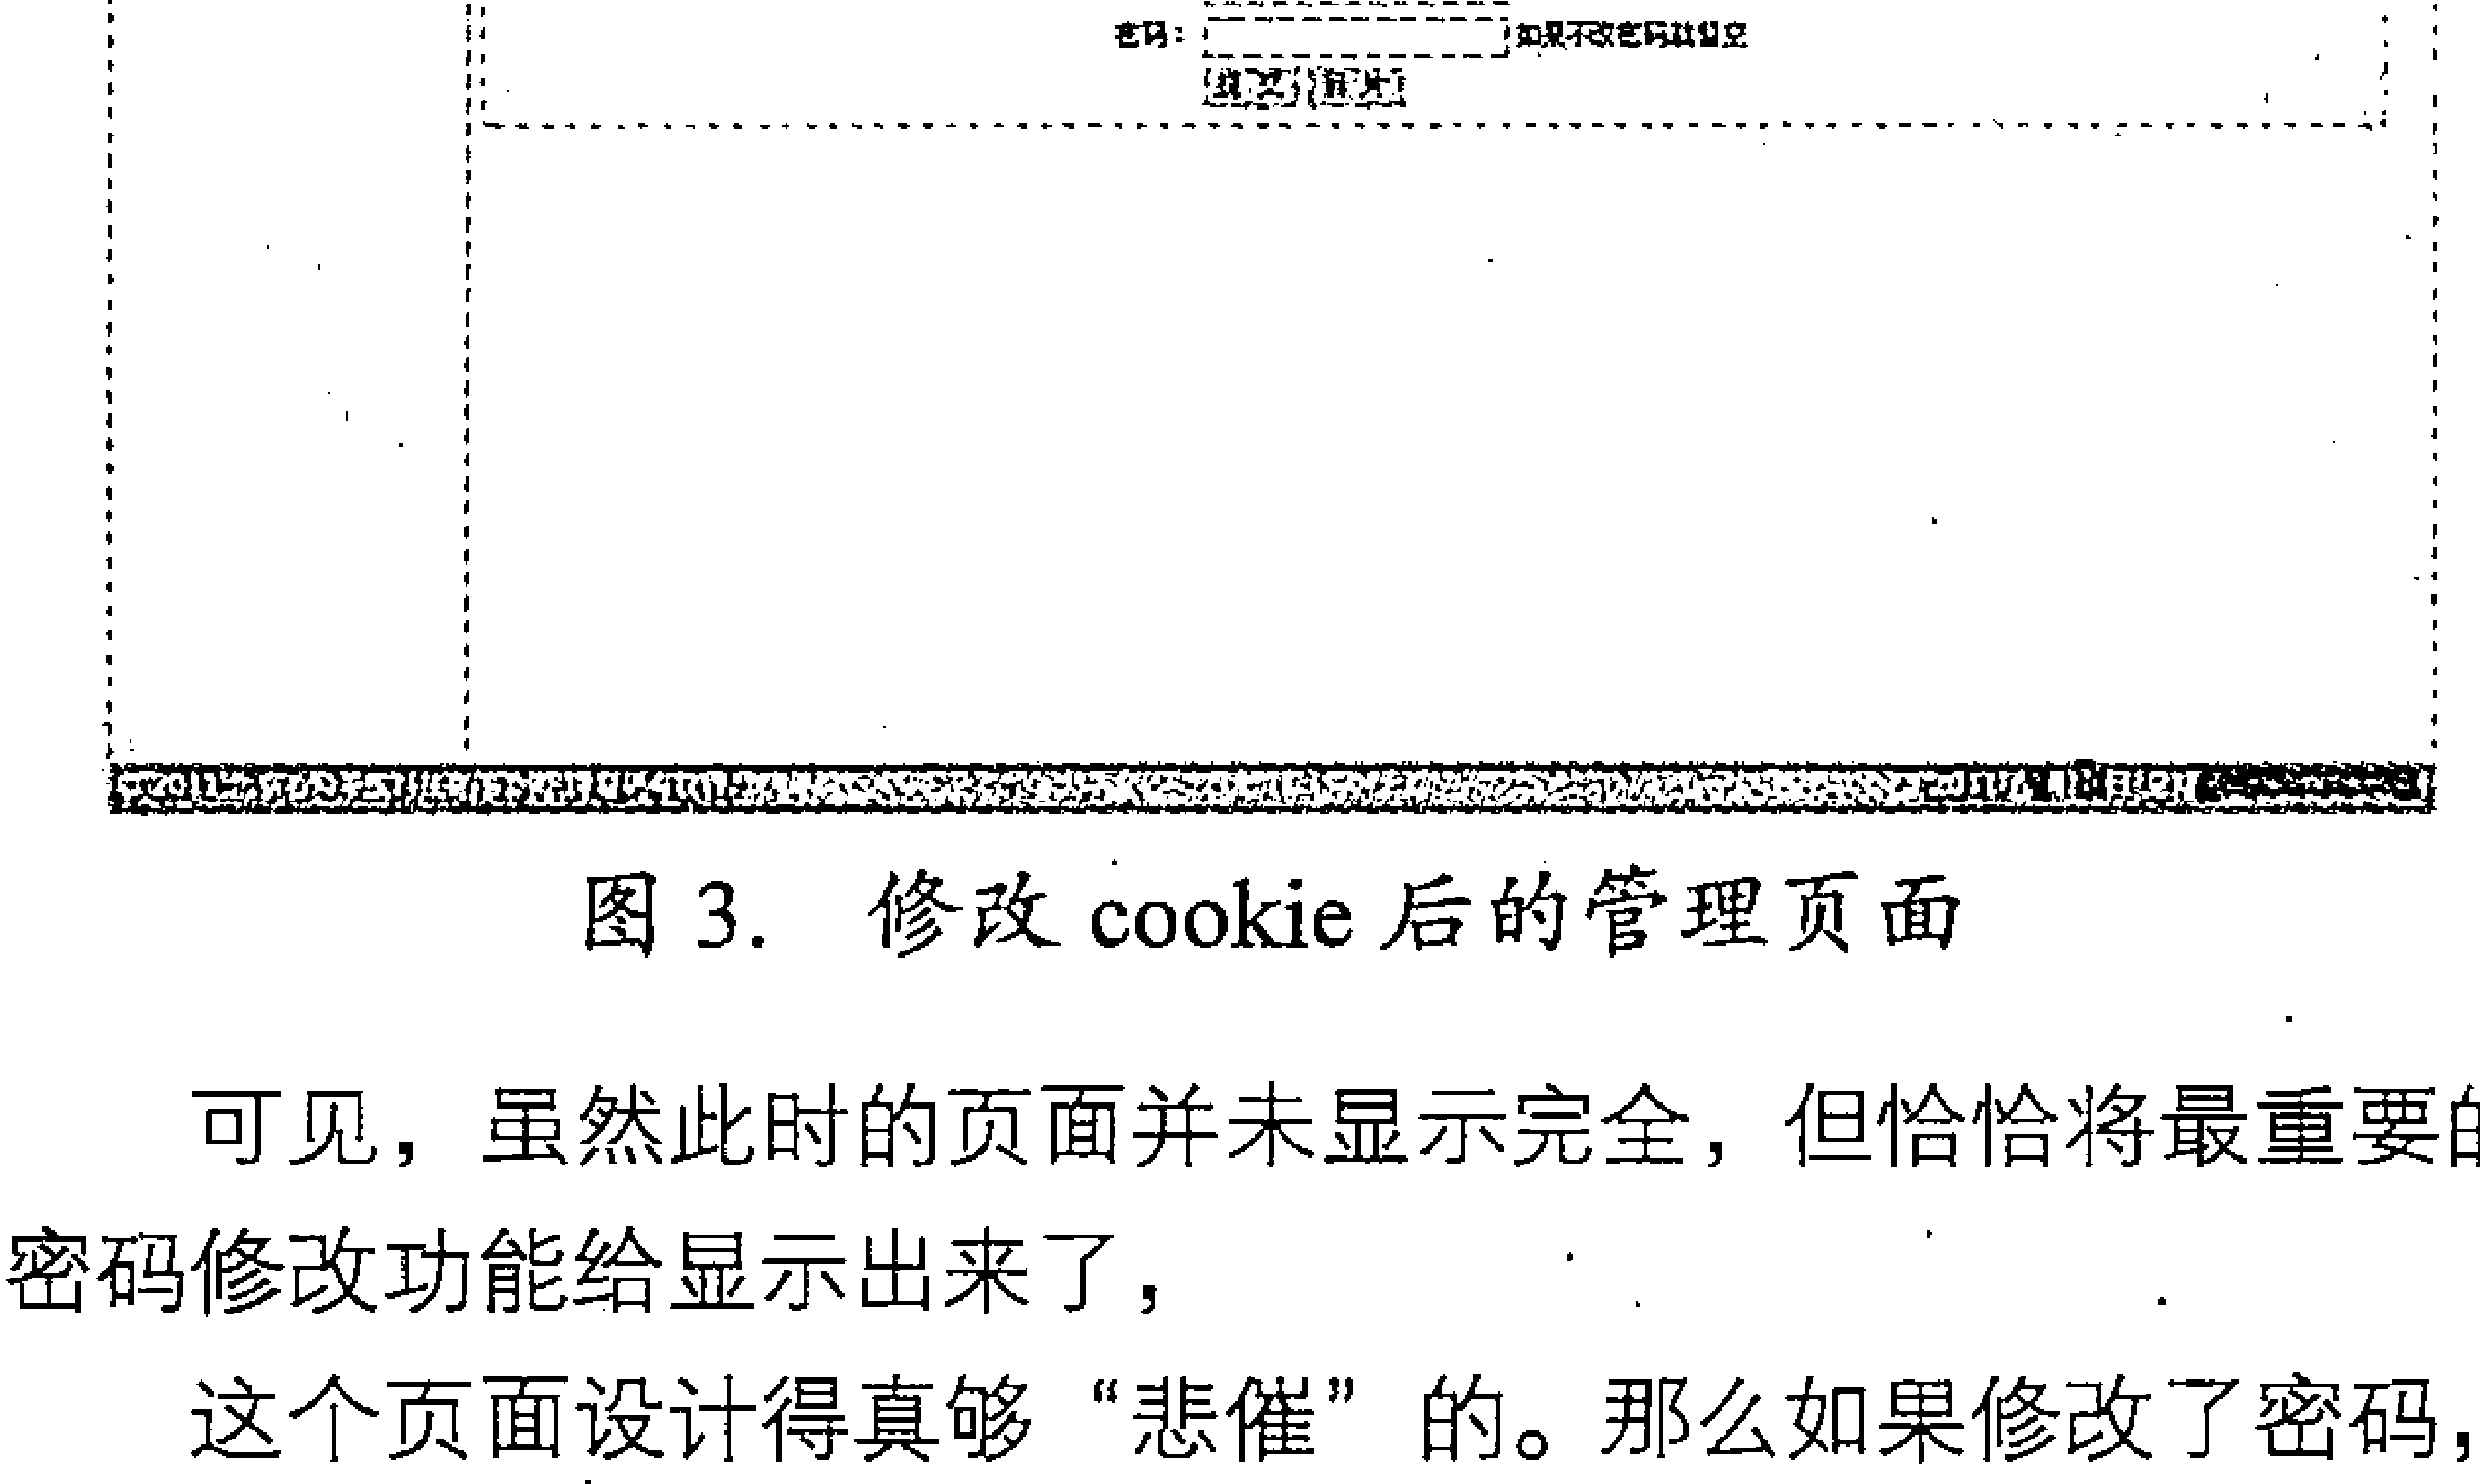 密码： 如果不改密码就留空
图 3. 修改 cookie 后的管理页面
可见，虽然此时的页面并未显示完全，但恰恰将最重要的
密码修改功能给显示出来了，
这个页面设计得真够“悲催”的。那么如果修改了密码，